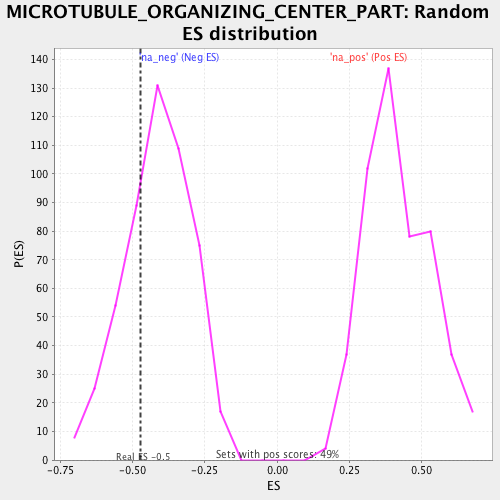 MICROTUBULE_ORGANIZING_CENTER_PART: Random
ES distribution
'na_neg' (Neg ES)
'na_pos' (Pos ES)
140
130
120
110
100
90
80
70
60
50
40
30
20
10
0
P(ES)
Real ES -0.5
Sets with pos scores: 49%
-0.75
-0.50
-0.25
0.00
0.25
0.50
ES